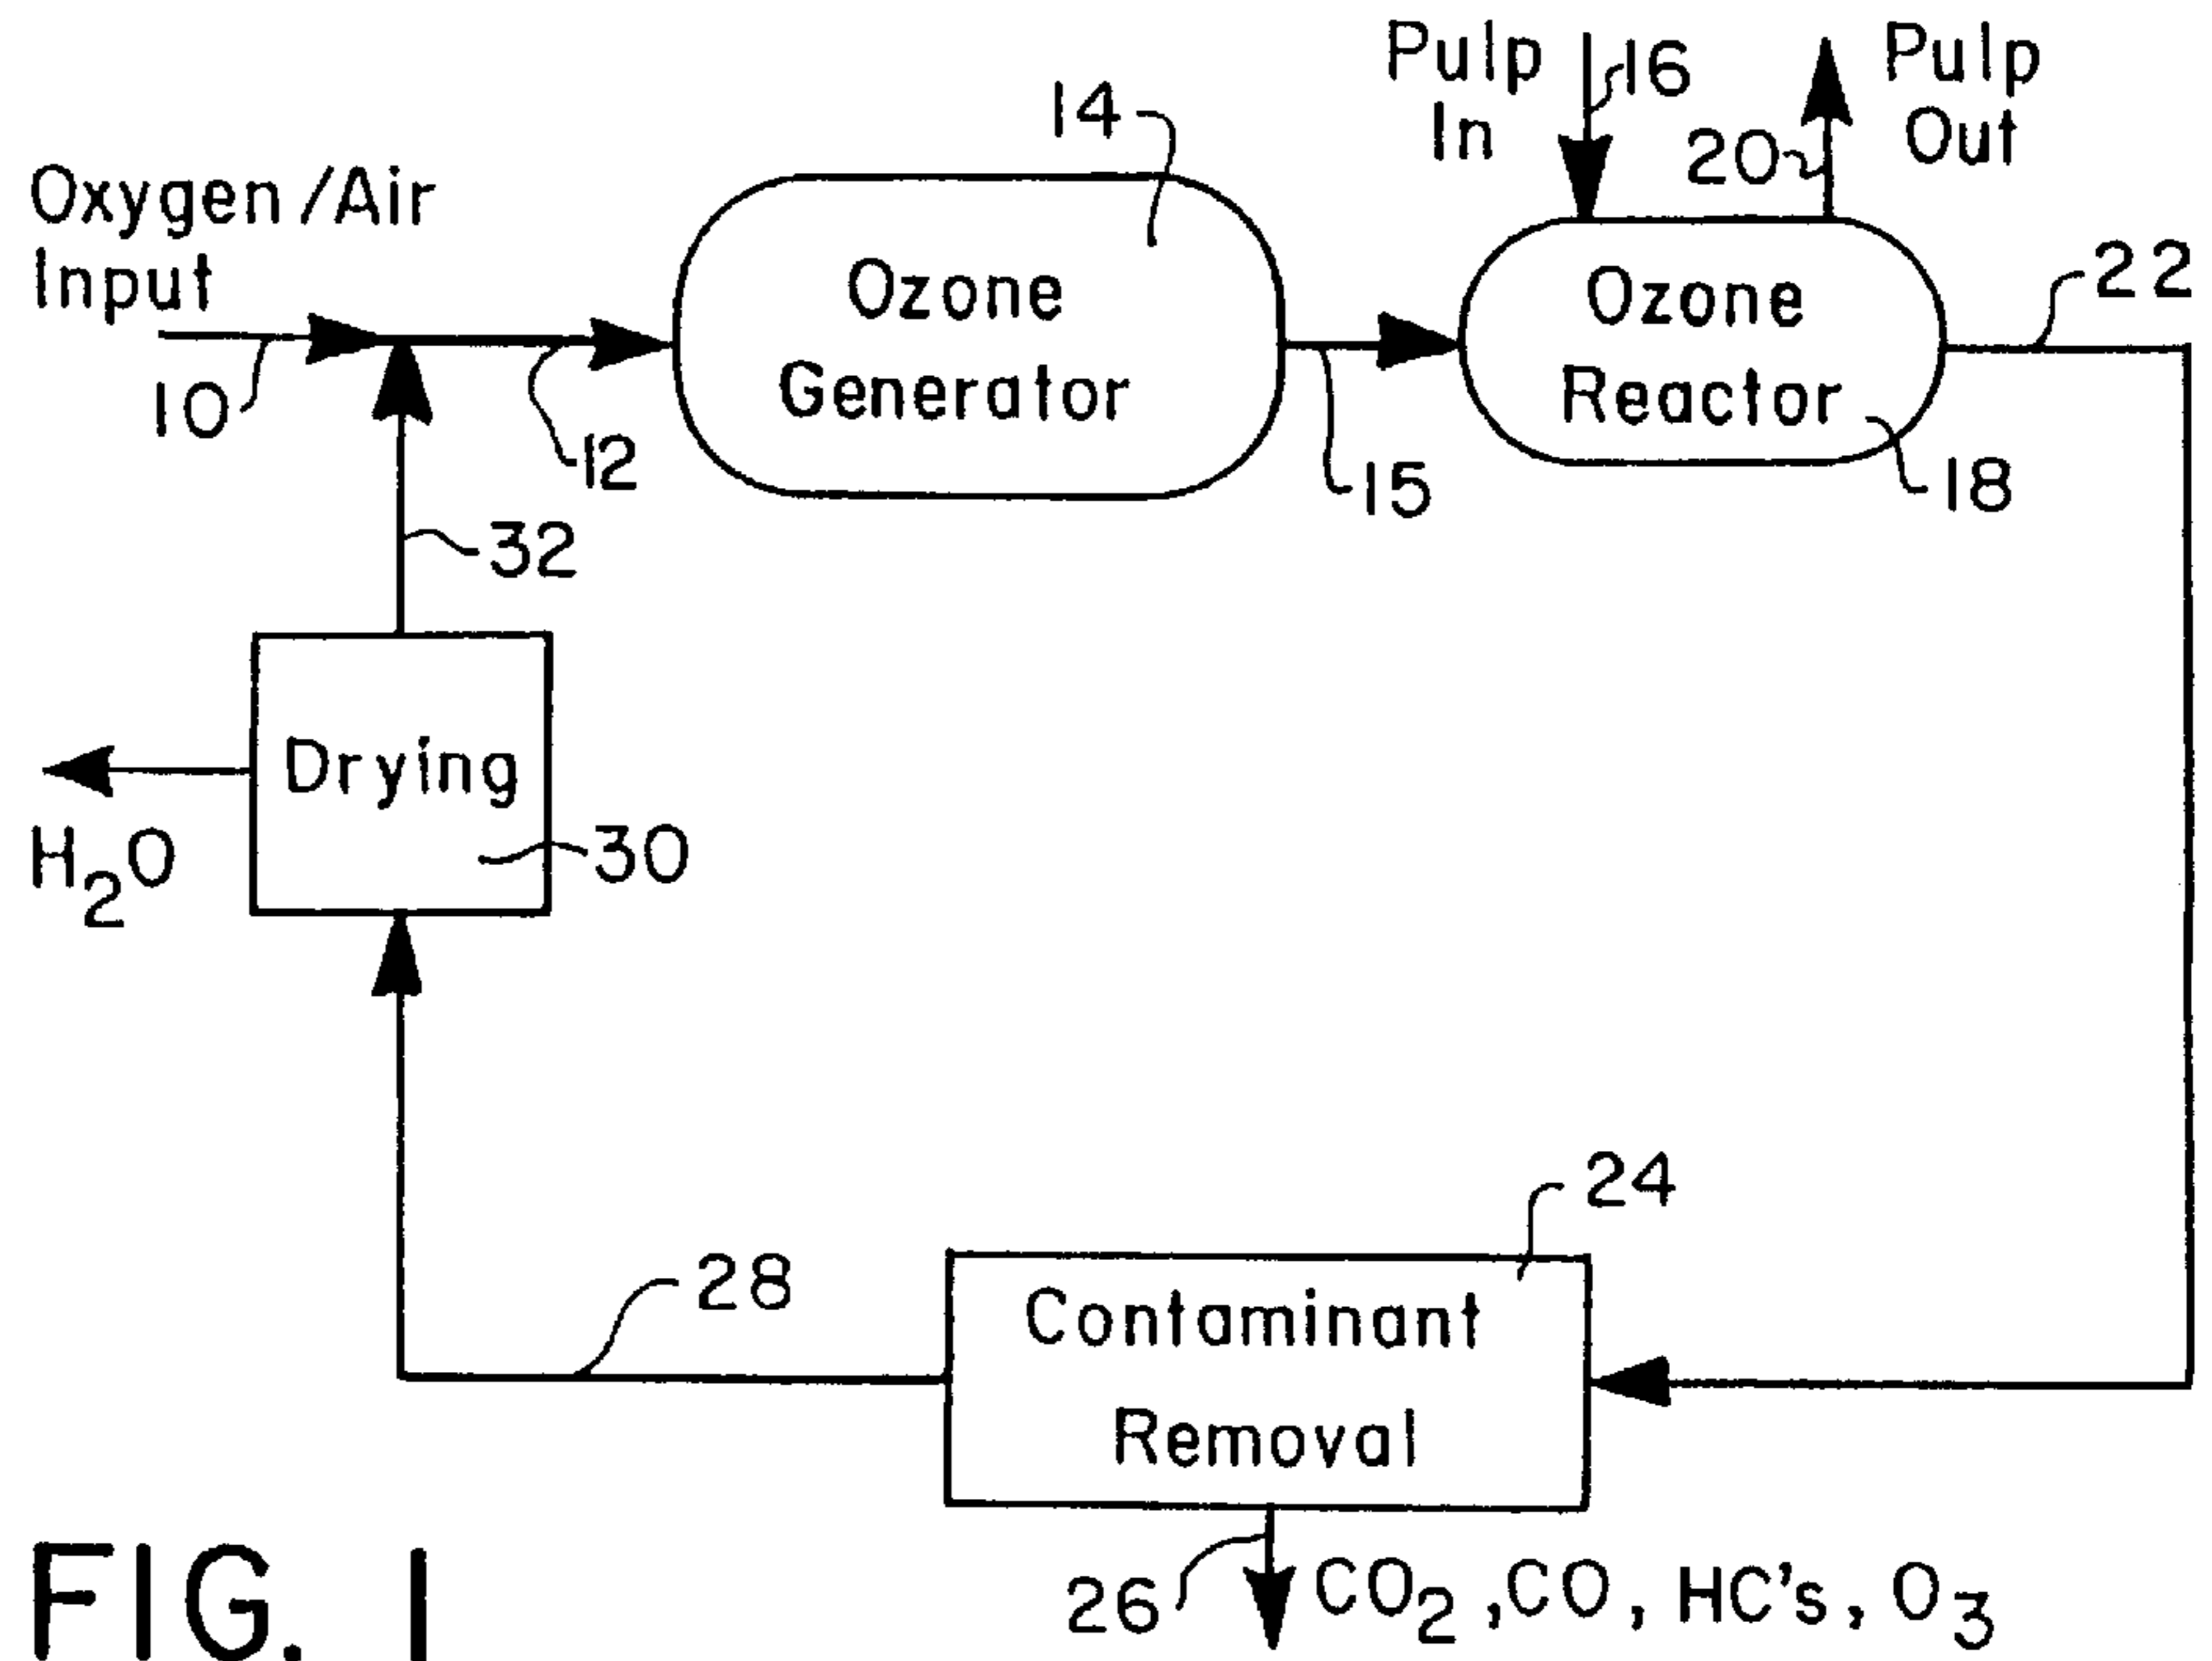 Pulp In
16
20
Pulp Out
14
Oxygen/Air
Input
10
12
Ozone
Generator
15
Ozone
Reactor
18
22
32
Drying
30
H₂O
24
28
Contaminant
Removal
26
CO₂, CO, HC's, O₃
FIG. 1